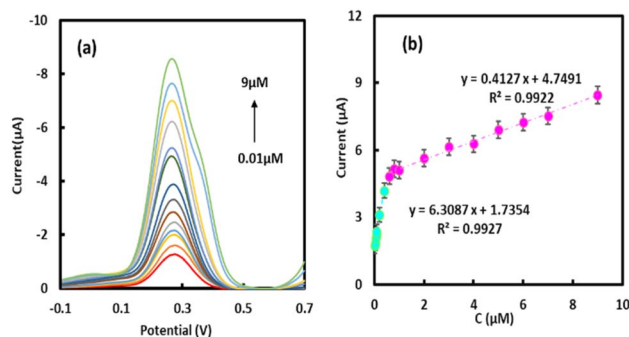 (a)
-10
-8
-6
-4
-2
0
Current(µA)
9µM
0.01µM
-0.1
0.1
0.3
0.5
0.7
Potential (V)
(b)
12
9
6
3
0
Current (µA)
y = 0.4127 x + 4.7491
R² = 0.9922
y = 6.3087 x + 1.7354
R² = 0.9927
0
2
4
6
8
10
C (µM)